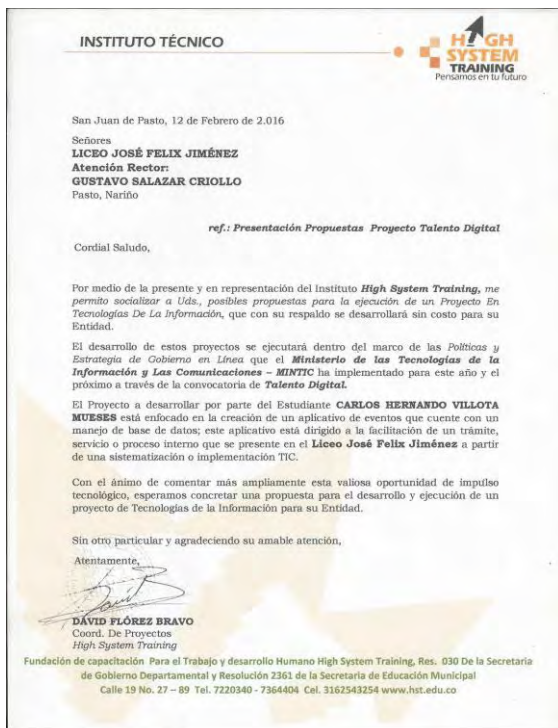 INSTITUTO TÉCNICO
HIGH
SYSTEM
TRAINING
Pensamos en tu futuro
San Juan de Pasto, 12 de Febrero de 2.016
Señores
LICEO JOSÉ FELIX JIMÉNEZ
Atención Rector:
GUSTAVO SALAZAR CRIOLLO
Pasto, Nariño
ref.: Presentación Propuestas Proyecto Talento Digital
Cordial Saludo,
Por medio de la presente y en representación del Instituto High System Training, me
permito socializar a Uds., posibles propuestas para la ejecución de un Proyecto En
Tecnologías De La Información, que con su respaldo se desarrollará sin costo para su
Entidad.
El desarrollo de estos proyectos se ejecutará dentro del marco de las Políticas y
Estrategia de Gobierno en Línea que el Ministerio de las Tecnologías de la
Información y Las Comunicaciones – MINTIC ha implementado para este año y el
próximo a través de la convocatoria de Talento Digital.
El Proyecto a desarrollar por parte del Estudiante CARLOS HERNANDO VILLOTA
MUESES está enfocado en la creación de un aplicativo de eventos que cuente con un
manejo de base de datos; este aplicativo está dirigido a la facilitación de un trámite,
servicio o proceso interno que se presente en el Liceo José Felix Jiménez a partir
de una sistematización o implementación TIC.
Con el ánimo de comentar más ampliamente esta valiosa oportunidad de impulso
tecnológico, esperamos concretar una propuesta para el desarrollo y ejecución de un
proyecto de Tecnologías de la Información para su Entidad.
Sin otro particular y agradeciendo su amable atención,
Atentamente,
DAVID FLÓREZ BRAVO
Coord. De Proyectos
High System Training
Fundación de capacitación Para el Trabajo y desarrollo Humano High System Training, Res. 030 De la Secretaria
de Gobierno Departamental y Resolución 2361 de la Secretaria de Educación Municipal
Calle 19 No. 27 – 89 Tel. 7220340 - 7364404 Cel. 3162543254 www.hst.edu.co